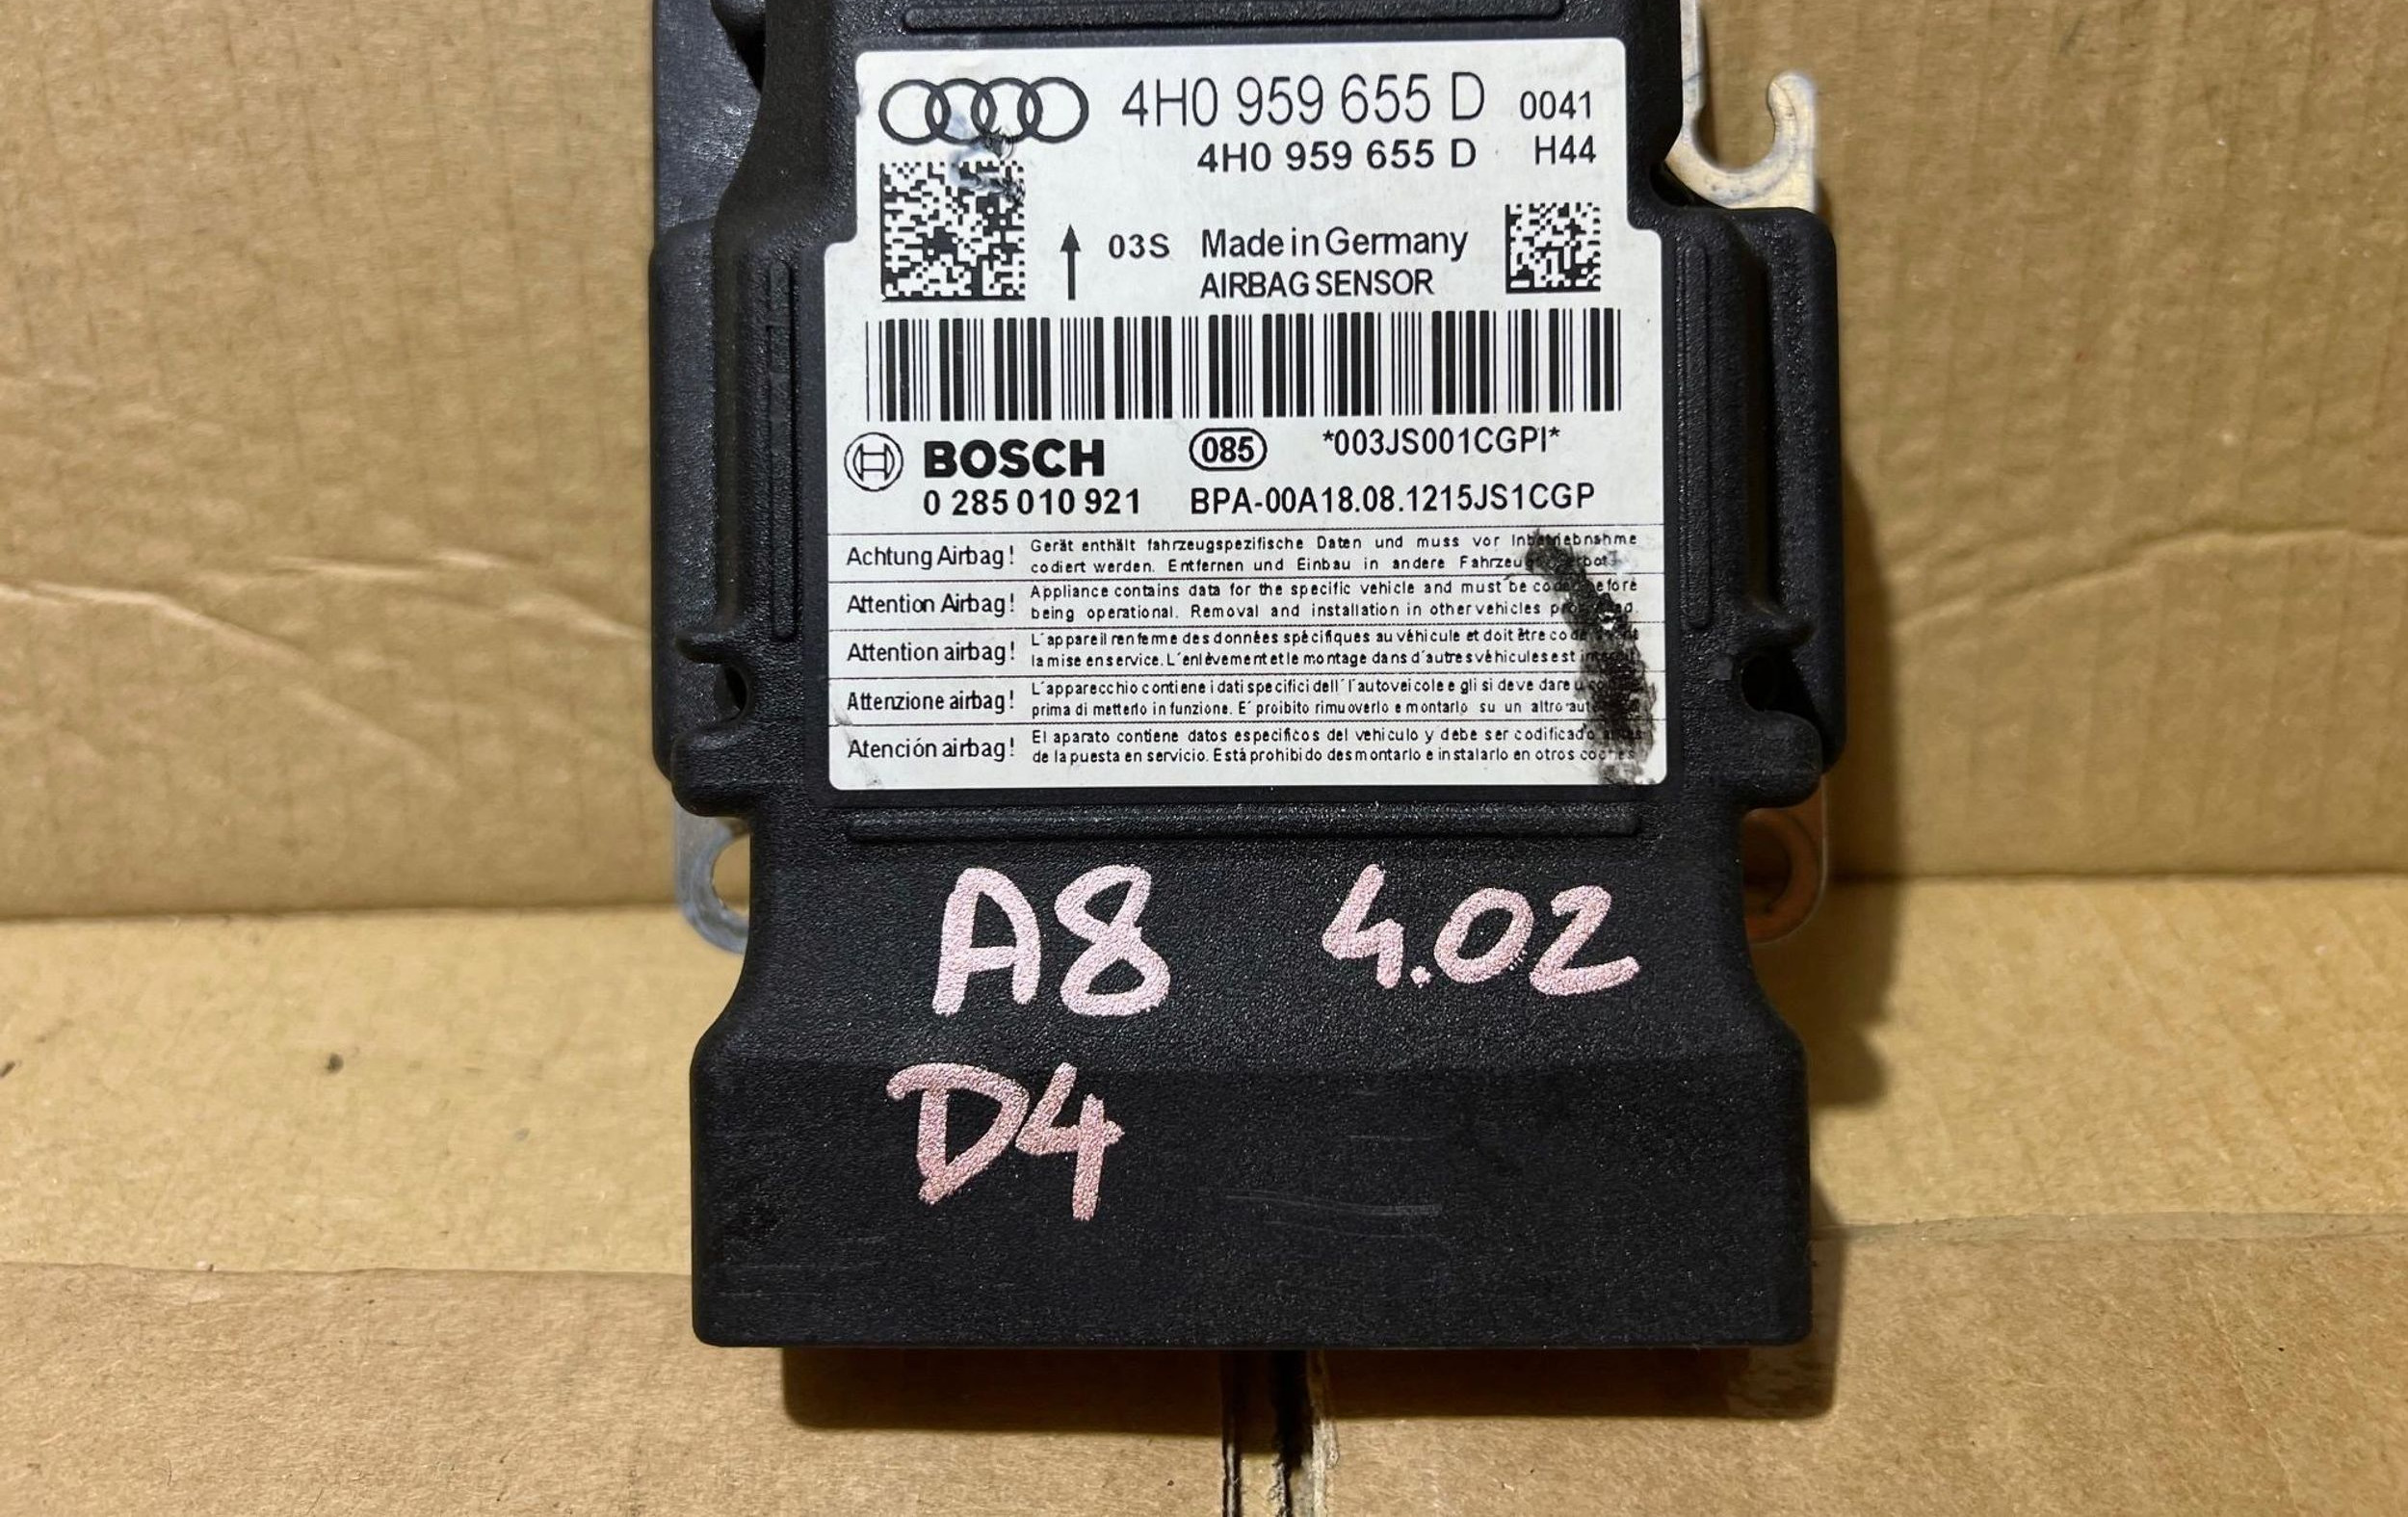 4H0 959 655 D 0041
4H0 959 655 D H44
03S Made in Germany
AIRBAG SENSOR
BOSCH 085 *003JS001CGPI*
0 285 010 921 BPA-00A18.08.1215JS1CGP
Achtung Airbag! Gerät enthält fahrzeugspezifische Daten und muss vor
codiert werden. Entfernen und Einbau in andere
Attention Airbag! Appliance contains data for the specific vehicle and must be
being operational. Removal and installation in other vehicles
Attention airbag! L'appareil renferme des données spécifiques au véhicule et doit être
la mise en service. L'enlèvement et le montage dans d'autres véhicules est
Attenzione airbag! L'apparecchio contiene i dati specifici dell' l'autoveicole e gli si deve dare
prima di metterlo in funzione. E' proibito rimuoverlo e montarlo su un altro
Atención airbag! El aparato contiene datos especificos del vehiculo y debe ser codificado
de la puesta en servicio. Está prohibido desmontarlo e instalarlo en otros
A8 4.02
D4